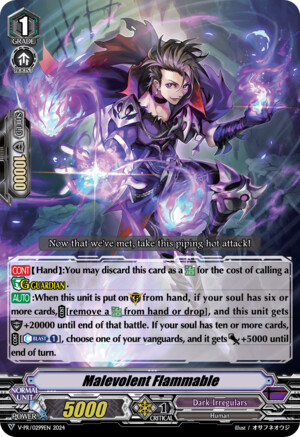 1
GRADE
BOOST
SHIELD
10000
Now that we've met, take this piping hot attack!
CONT [Hand]:You may discard this card as a for the cost of calling a
G GUARDIAN.
AUTO:When this unit is put on G from hand, if your soul has six or
more cards, [remove a from hand or drop], and this unit gets
+20000 until end of that battle. If your soul has ten or more cards,
[C BLAST 1], choose one of your vanguards, and it gets +5000 until
end of turn.
NORMAL UNIT
Malevolent Flammable
POWER
5000
1
CRITICAL
Dark Irregulars
Human
V-PR/0299EN 2024
Illust / オサフネオウジ